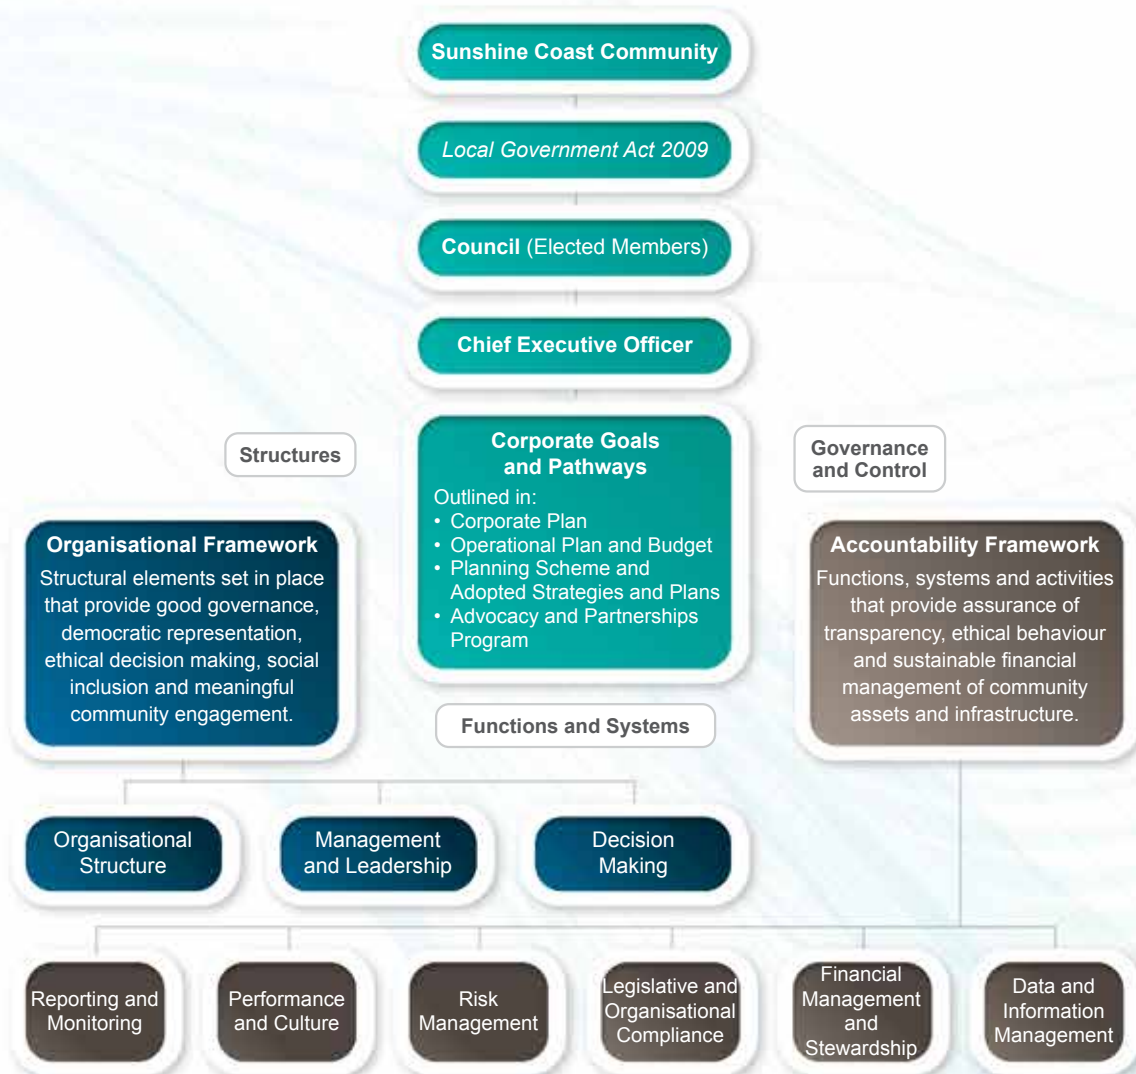 Sunshine Coast Community
Local Government Act 2009
Council (Elected Members)
Chief Executive Officer
Structures
Corporate Goals
and Pathways
Outlined in:
• Corporate Plan
• Operational Plan and Budget
• Planning Scheme and
Adopted Strategies and Plans
• Advocacy and Partnerships
Program
Governance
and Control
Organisational Framework
Structural elements set in place
that provide good governance,
democratic representation,
ethical decision making, social
inclusion and meaningful
community engagement.
Functions and Systems
Accountability Framework
Functions, systems and activities
that provide assurance of
transparency, ethical behaviour
and sustainable financial
management of community
assets and infrastructure.
Organisational
Structure
Management
and Leadership
Decision
Making
Reporting and
Monitoring
Performance
and Culture
Risk
Management
Legislative and
Organisational
Compliance
Financial
Management
and
Stewardship
Data and
Information
Management